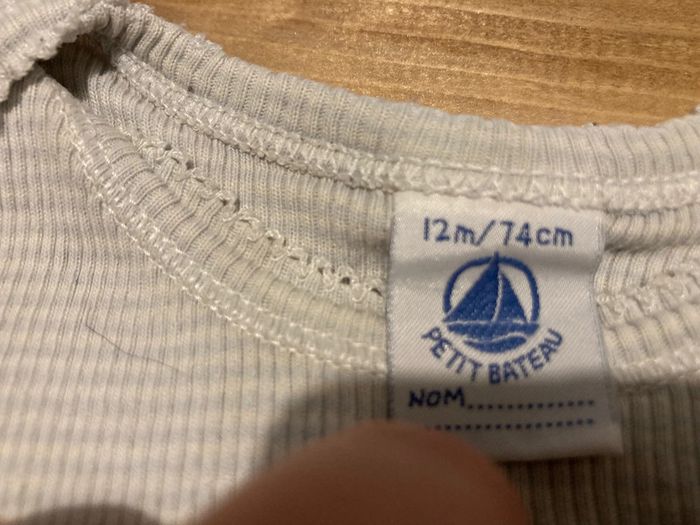 12m/74cm
PETIT BATEAU
NOM..............
..................